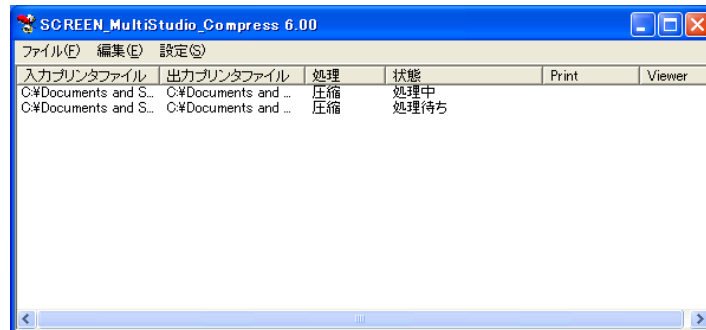 SCREEN_MultiStudio_Compress 6.00
ファイル(F) 編集(E) 設定(S)
入力プリンタファイル 出力プリンタファイル 処理 状態 Print Viewer
C:¥Documents and S... C:¥Documents and ... 圧縮 処理中
C:¥Documents and S... C:¥Documents and ... 圧縮 処理待ち